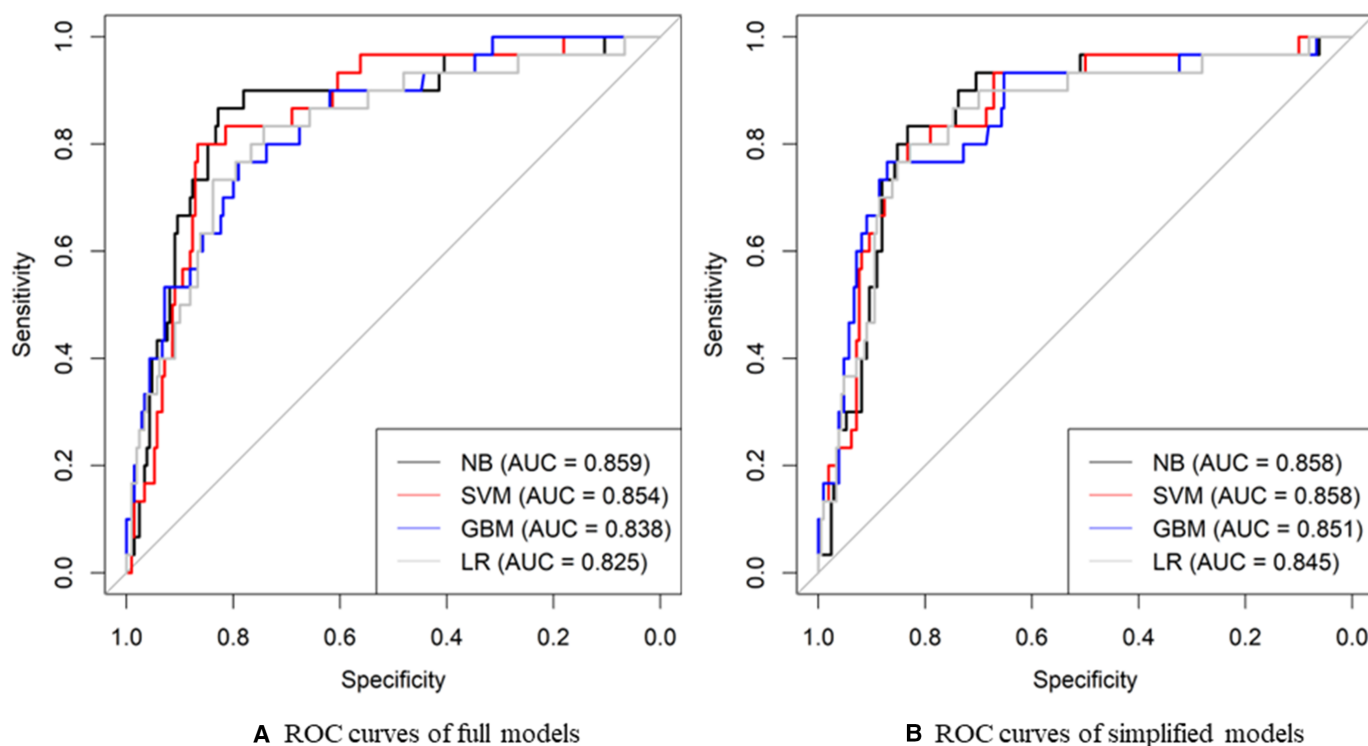 1.0
0.8
0.6
0.4
0.2
0.0
Sensitivity
NB (AUC = 0.859)
SVM (AUC = 0.854)
GBM (AUC = 0.838)
LR (AUC = 0.825)
1.0 0.8 0.6 0.4 0.2 0.0
Specificity
A ROC curves of full models
1.0
0.8
0.6
0.4
0.2
0.0
Sensitivity
NB (AUC = 0.858)
SVM (AUC = 0.858)
GBM (AUC = 0.851)
LR (AUC = 0.845)
1.0 0.8 0.6 0.4 0.2 0.0
Specificity
B ROC curves of simplified models